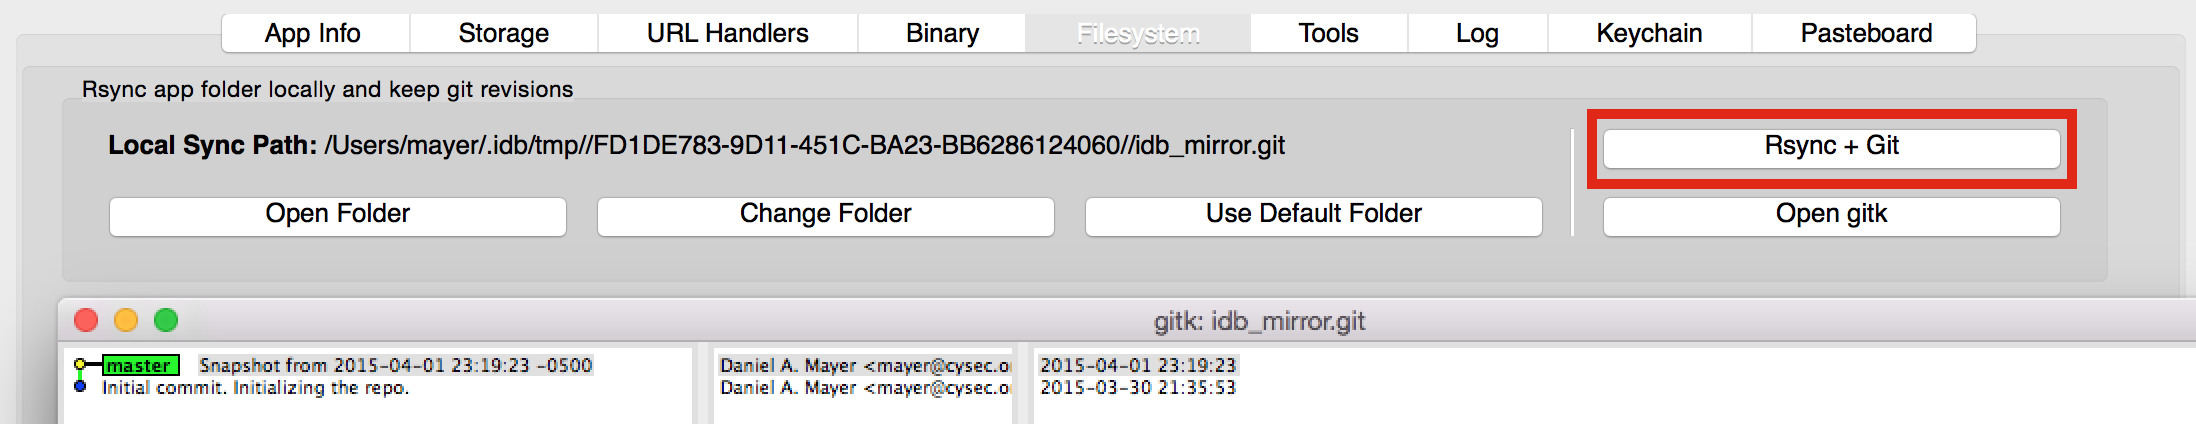 App Info Storage URL Handlers Binary Filesystem Tools Log Keychain Pasteboard
Rsync app folder locally and keep git revisions
Local Sync Path: /Users/mayer/.idb/tmp//FD1DE783-9D11-451C-BA23-BB6286124060//idb_mirror.git Rsync + Git
Open Folder Change Folder Use Default Folder Open gitk
gitk: idb_mirror.git
master Snapshot from 2015-04-01 23:19:23 -0500 Daniel A. Mayer <mayer@cysec.o 2015-04-01 23:19:23
Initial commit. Initializing the repo. Daniel A. Mayer <mayer@cysec.o 2015-03-30 21:35:53